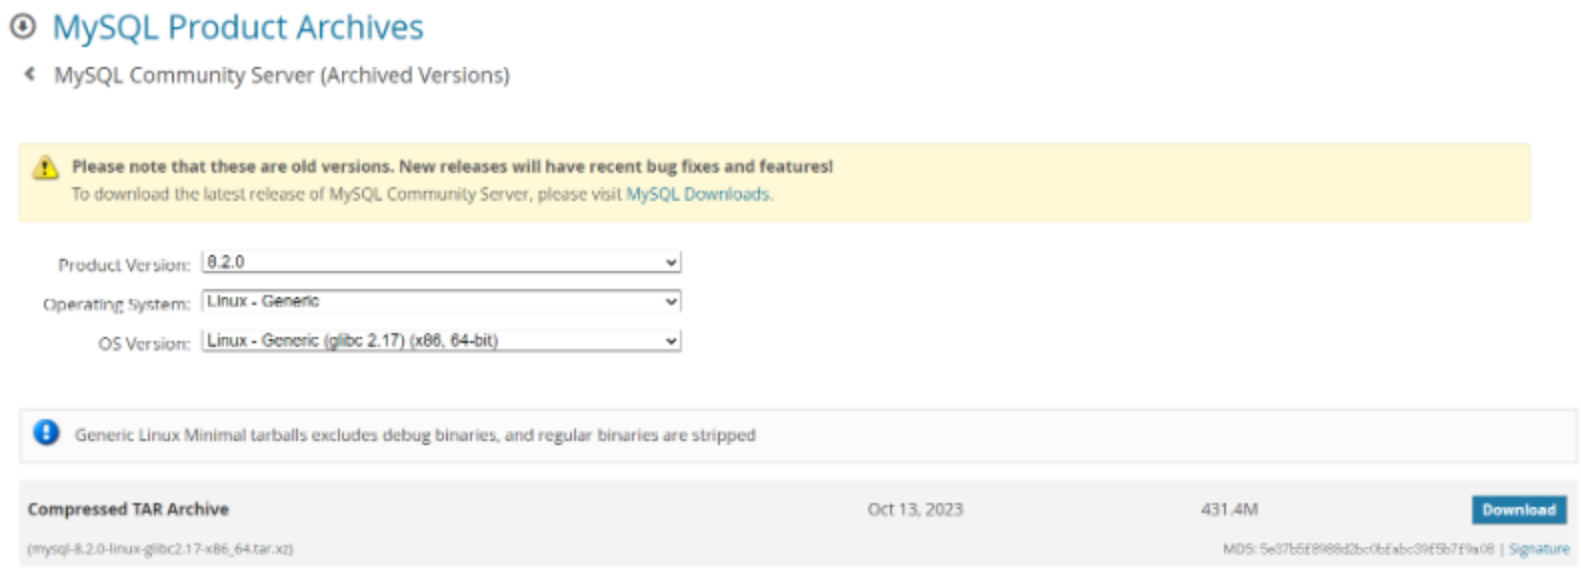 MySQL Product Archives
MySQL Community Server (Archived Versions)
Please note that these are old versions. New releases will have recent bug fixes and features!
To download the latest release of MySQL Community Server, please visit MySQL Downloads.
Product Version: 8.2.0
Operating System: Linux - Generic
OS Version: Linux - Generic (glibc 2.17) (x86, 64-bit)
Generic Linux Minimal tarballs excludes debug binaries, and regular binaries are stripped
Compressed TAR Archive Oct 13, 2023 431.4M Download
(mysql-8.2.0-linux-glibc2.17-x86_64.tar.xz) MD5: | Signature